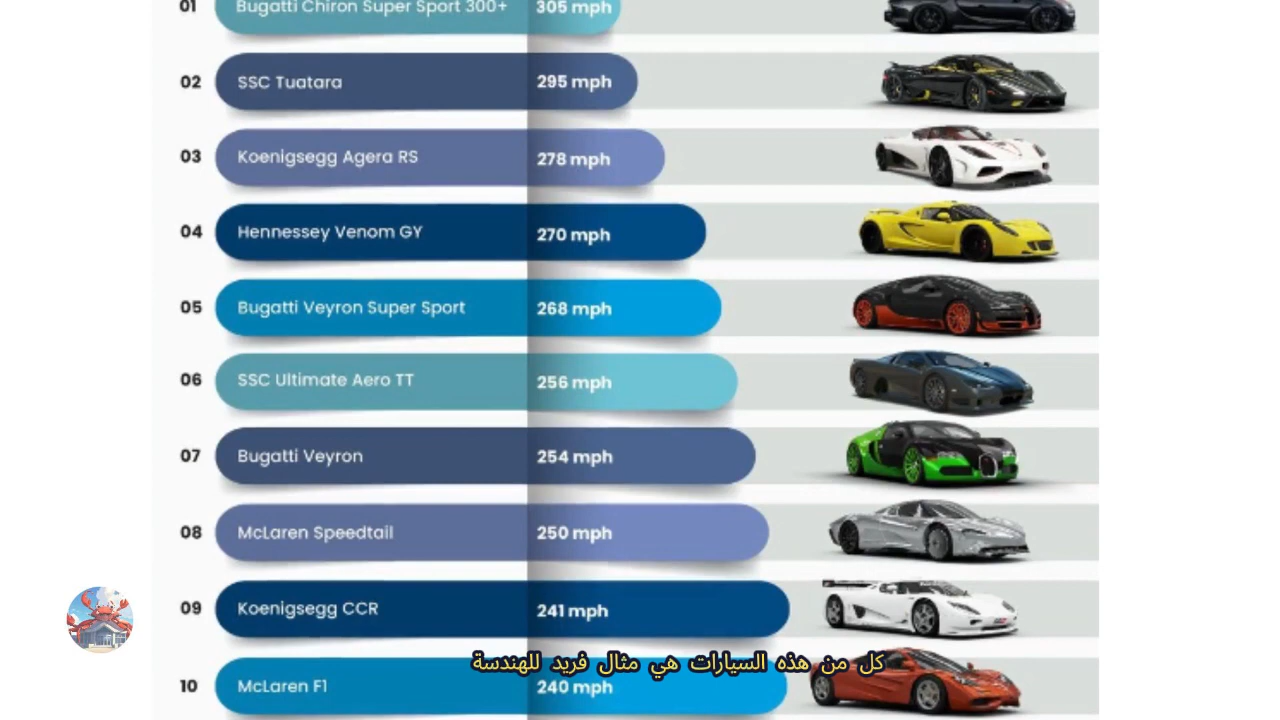 01 Bugatti Chiron Super Sport 300+ 305 mph
02 SSC Tuatara 295 mph
03 Koenigsegg Agera RS 278 mph
04 Hennessey Venom GY 270 mph
05 Bugatti Veyron Super Sport 268 mph
06 SSC Ultimate Aero TT 256 mph
07 Bugatti Veyron 254 mph
08 McLaren Speedtail 250 mph
09 Koenigsegg CCR 241 mph
كل من هذه السيارات هي مثال فريد للهندسة
10 McLaren F1 240 mph